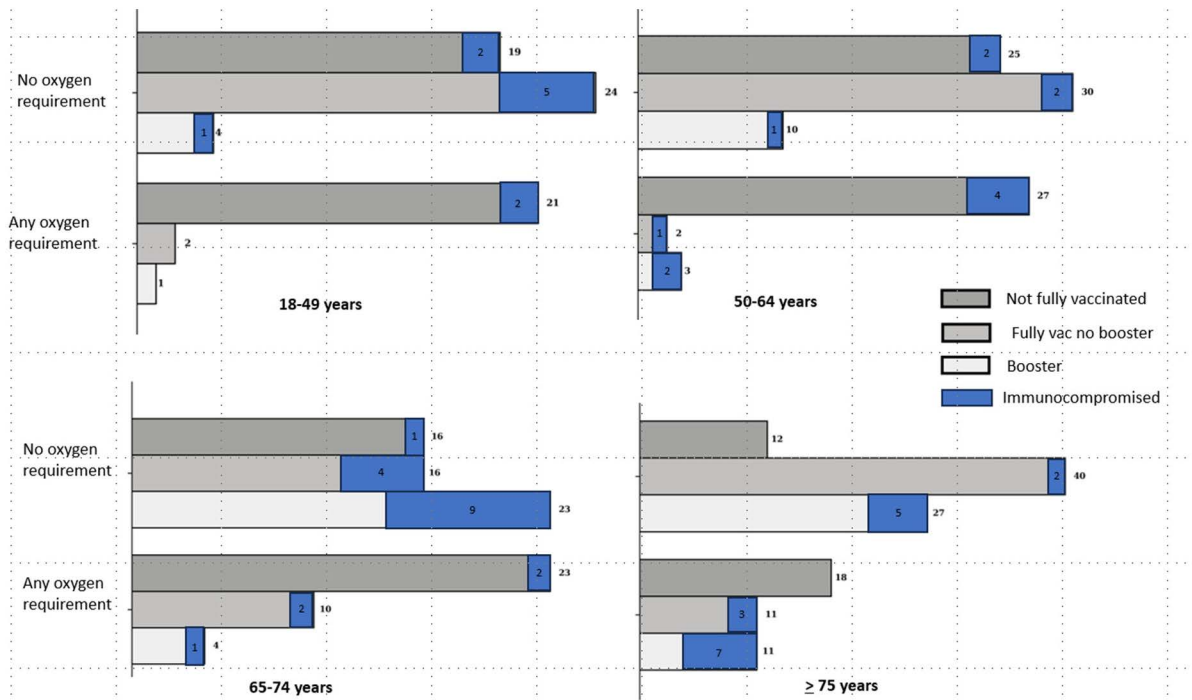 No oxygen
requirement
2 19
5 24
1 4
Any oxygen
requirement
2 21
2
1
18-49 years
2 25
2 30
1 10
4 27
1 2
2 3
50-64 years
Not fully vaccinated
Fully vac no booster
Booster
Immunocompromised
No oxygen
requirement
1 16
4 16
9 23
Any oxygen
requirement
2 23
2 10
1 4
65-74 years
12
2 40
5 27
18
3 11
7 11
≥ 75 years